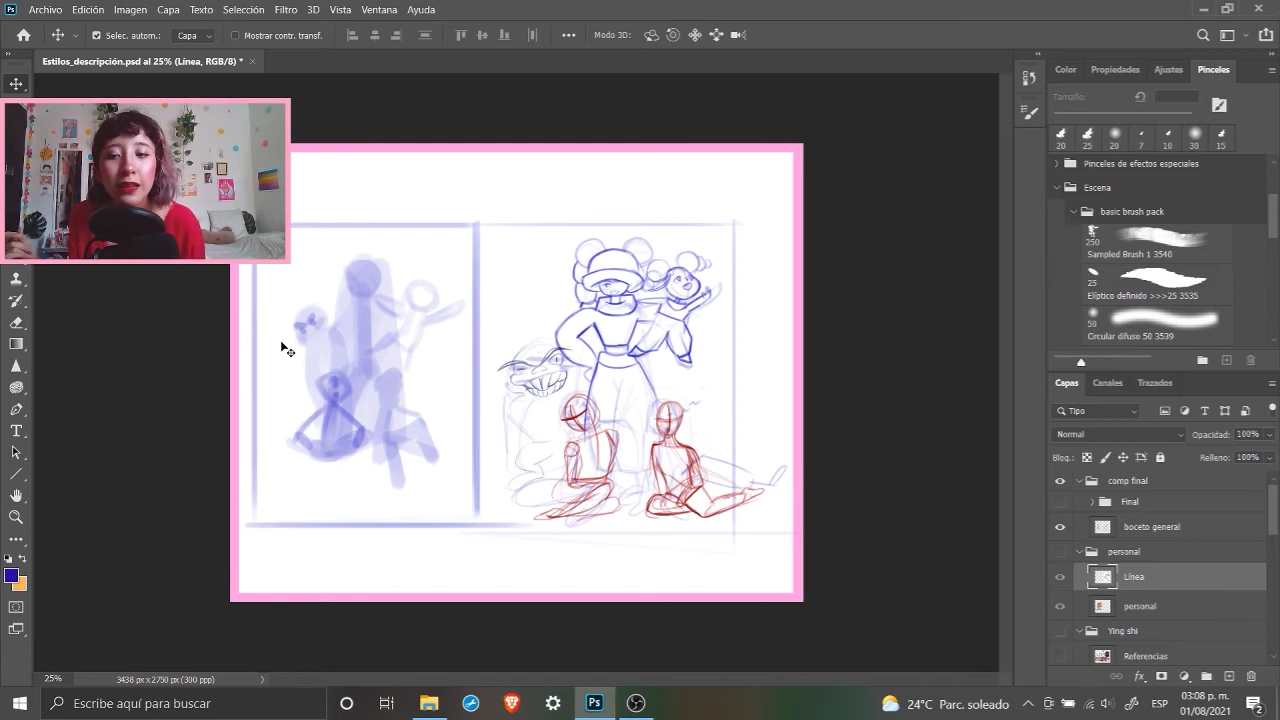 Ps Archivo Edición Imagen Capa Texto Selección Filtro 3D Vista Ventana Ayuda
Selec. autom.: Capa Mostrar contr. transf. Modo 3D:
Estilos_descripción.psd al 25% (Línea, RGB/8) *
Color Propiedades Ajustes Pinceles
Tamaño:
20 25 20 7 10 30 15
Pinceles de efectos especiales
Escena
basic brush pack
250
Sampled Brush 1 3540
25
Elíptico definido >>>25 3535
50
Circular difuso 50 3539
Capas Canales Trazados
Tipo
Normal Opacidad: 100%
Bloq.: Relleno: 100%
comp final
Final
boceto general
personal
Línea
personal
Ying shi
Referencias
25% 3438 px x 2750 px (300 ppp)
Escribe aquí para buscar
Ps
24°C Parc. soleado
ESP
03:08 p. m.
01/08/2021
2